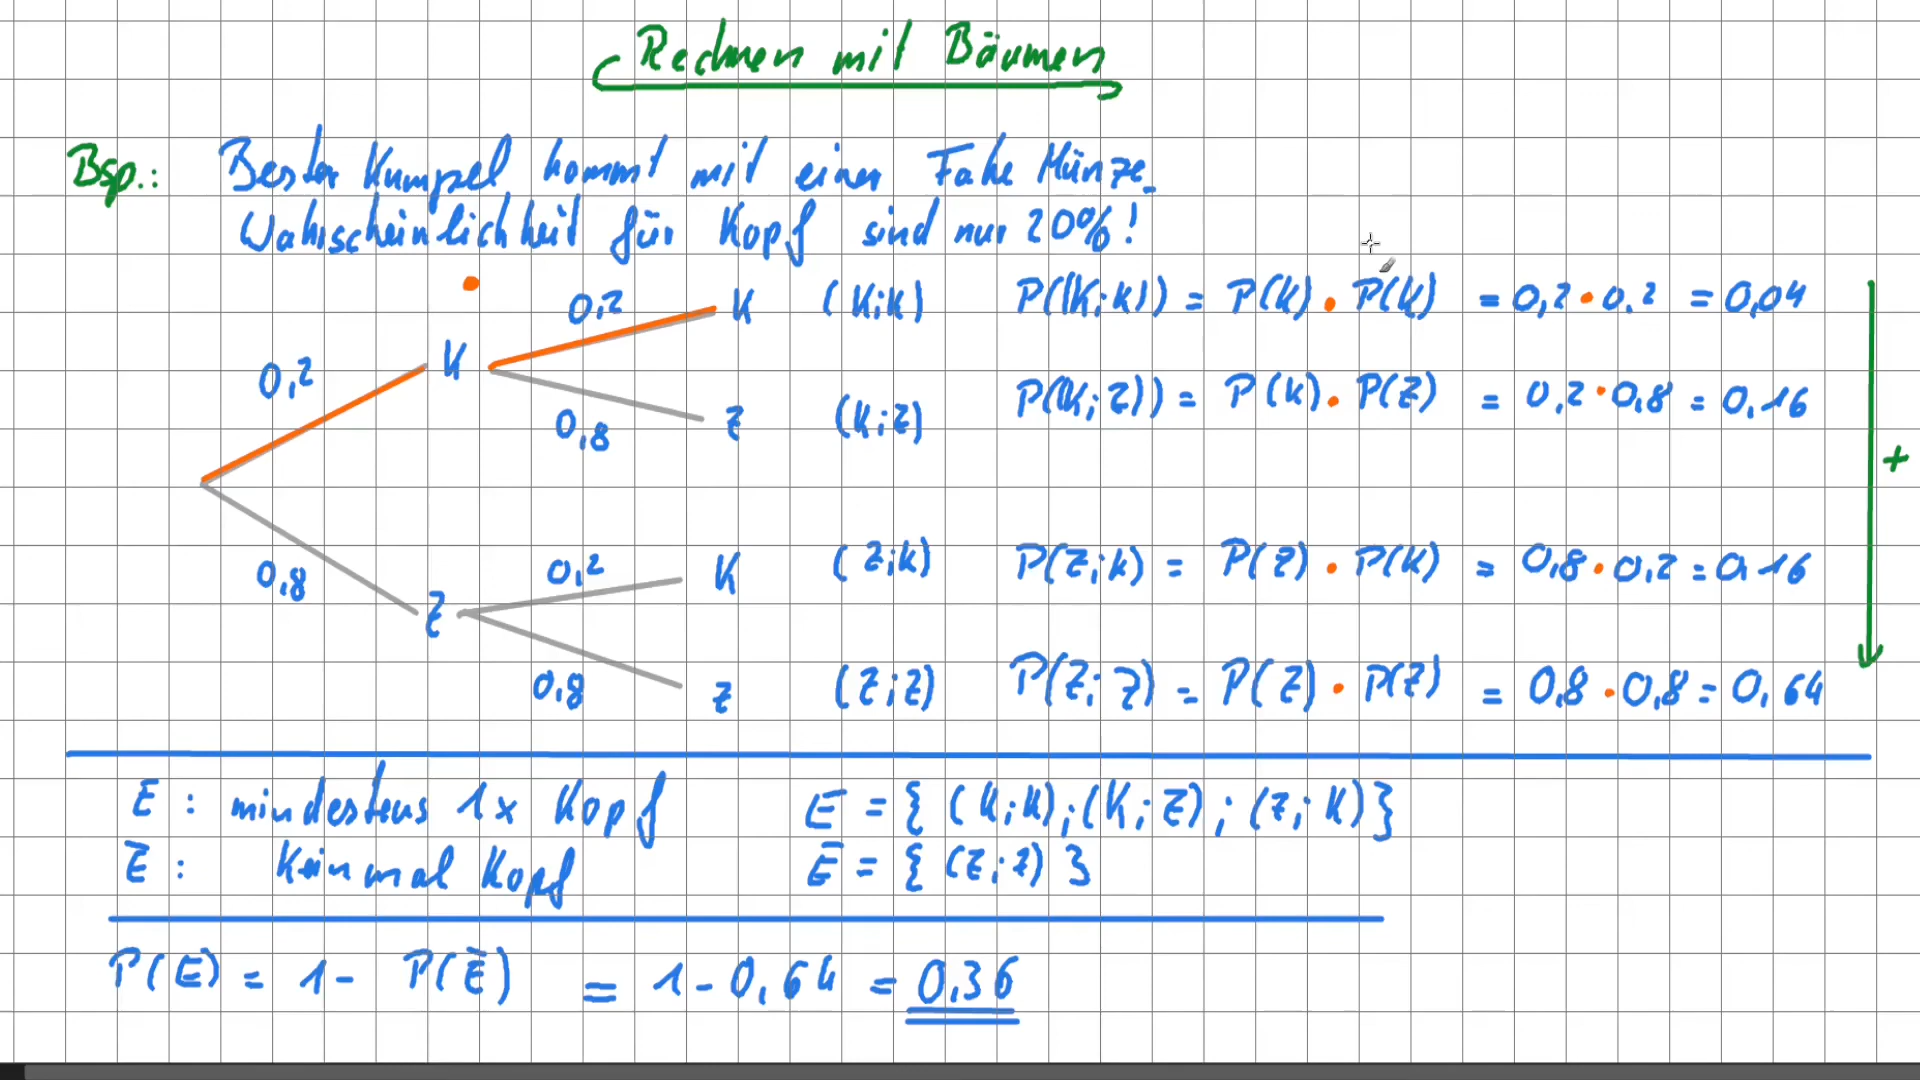 Rechnen mit Bäumen
Bsp.: Bester Kumpel kommt mit einer Fake Münze.
Wahrscheinlichkeit für Kopf sind nur 20%!
0,2 K (K;K) P((K;K)) = P(K) · P(K) = 0,2 · 0,2 = 0,04
0,2 K
0,8 Z (K;Z) P(K;Z)) = P(K) · P(Z) = 0,2 · 0,8 = 0,16
+
0,8 Z
0,2 K (Z;K) P(Z;K) = P(Z) · P(K) = 0,8 · 0,2 = 0,16
0,8 Z (Z;Z) P(Z;Z) = P(Z) · P(Z) = 0,8 · 0,8 = 0,64
E : mindestens 1x Kopf E = { (K;K);(K;Z);(Z;K)}
Ē : Keinmal Kopf Ē = { (Z;Z) }
P(E) = 1 - P(Ē) = 1 - 0,64 = 0,36